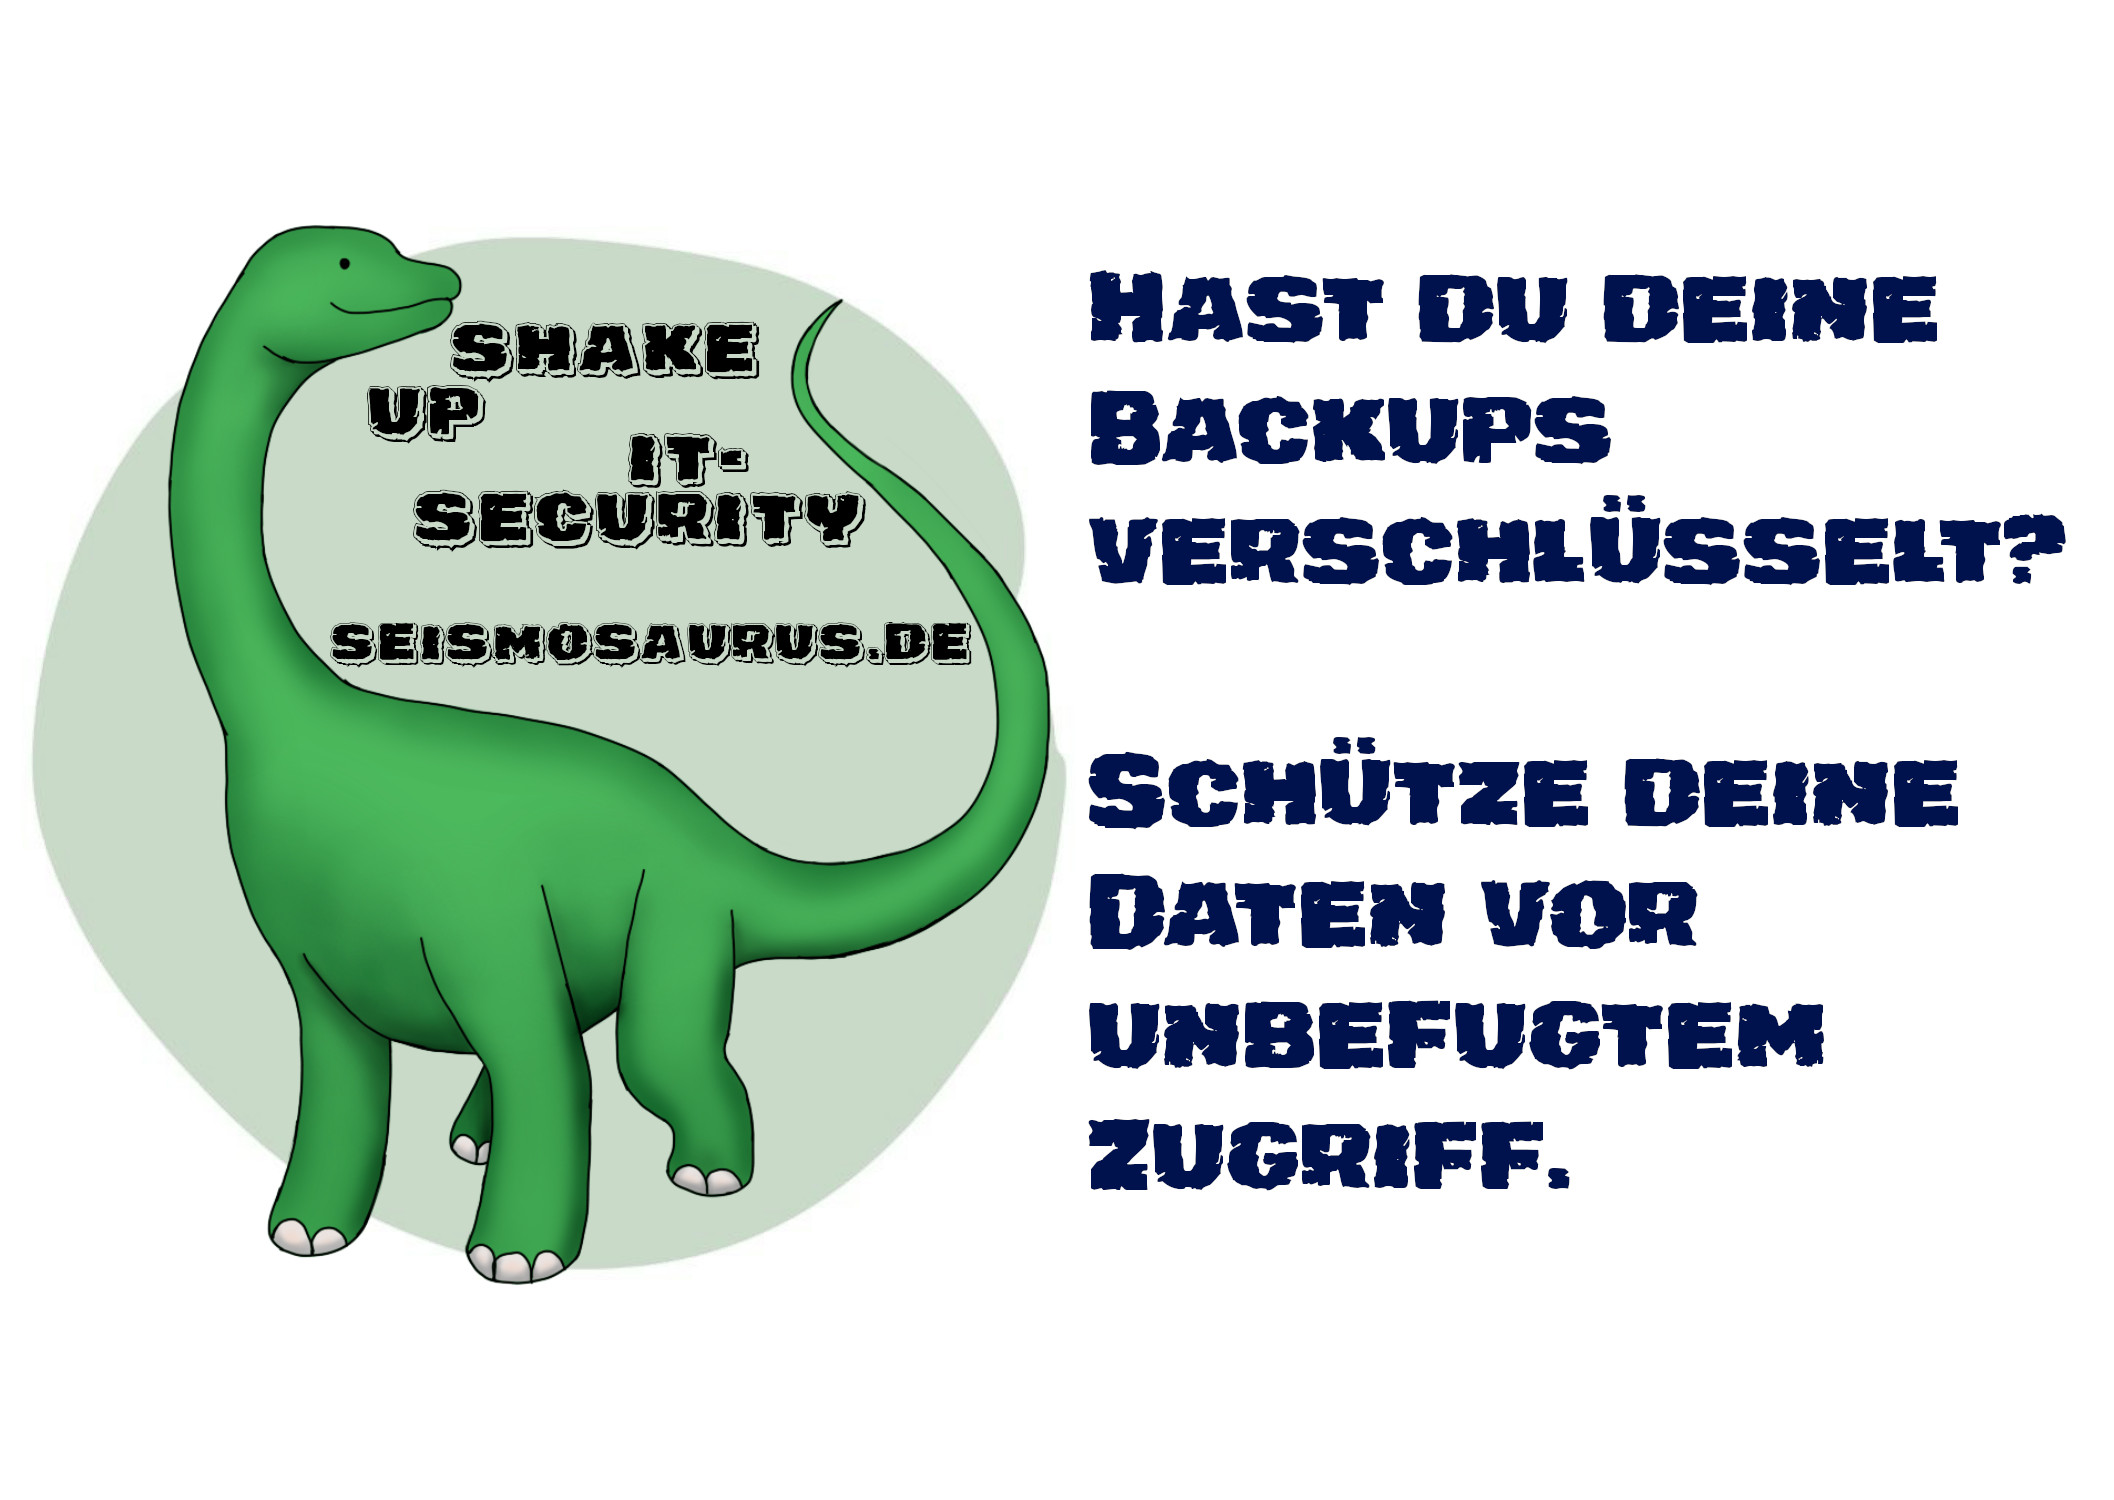 SHAKE
UP
IT-
SECURITY
SEISMOSAURUS.DE
Hast Du Deine
Backups
verschlüsselt?
Schütze Deine
Daten vor
unbefugtem
Zugriff.